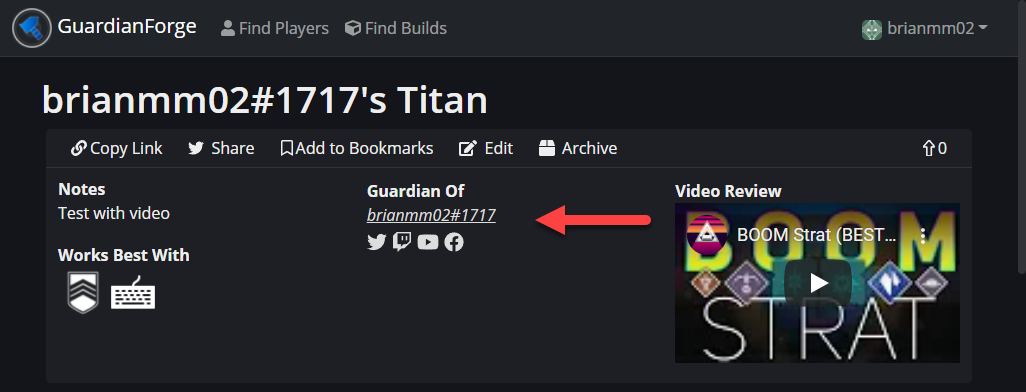 GuardianForge Find Players Find Builds brianmm02
brianmm02#1717's Titan
Copy Link Share Add to Bookmarks Edit Archive 0
Notes
Test with video
Works Best With
Guardian Of
brianmm02#1717
Video Review
BOOM Strat (BEST...
BOOM
STRAT